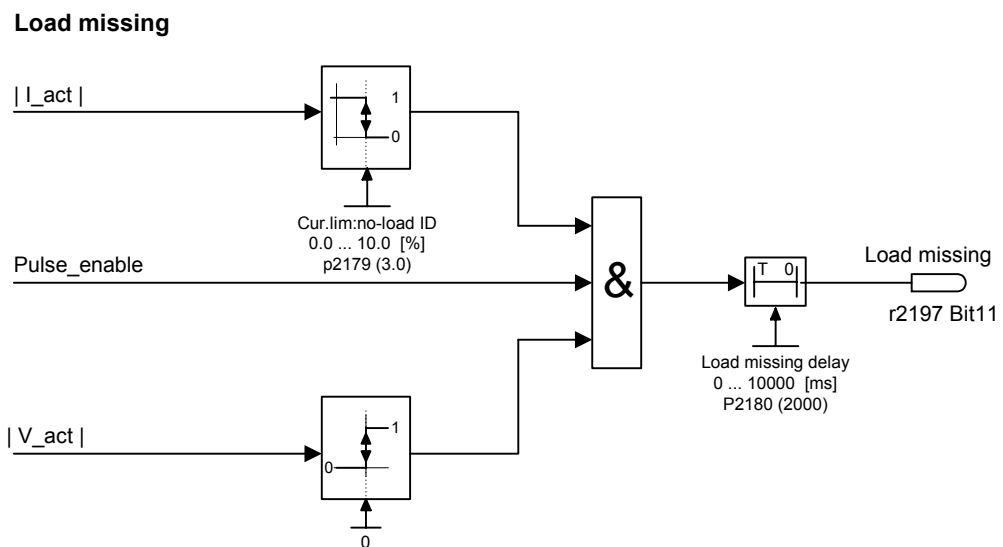 Load missing
| I_act |
1
0
Cur.lim:no-load ID
0.0 ... 10.0 [%]
p2179 (3.0)
Pulse_enable
&
T 0
Load missing
r2197 Bit11
Load missing delay
0 ... 10000 [ms]
P2180 (2000)
| V_act |
1
0
0